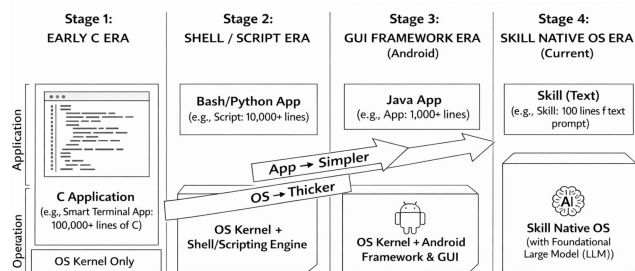 Stage 1:
EARLY C ERA
Stage 2:
SHELL / SCRIPT ERA
Stage 3:
GUI FRAMEWORK ERA
(Android)
Stage 4:
SKILL NATIVE OS ERA
(Current)
Application
Operation
C Application
(e.g., Smart Terminal App:
100,000+ lines of C)
OS Kernel Only
Bash/Python App
(e.g., Script: 10,000+ lines)
Java App
(e.g., App: 1,000+ lines)
Skill (Text)
(e.g., Skill: 100 lines f text
prompt)
App → Simpler
OS → Thicker
OS Kernel +
Shell/Scripting Engine
OS Kernel + Android
Framework & GUI
AI
Skill Native OS
(with Foundational
Large Model (LLM))